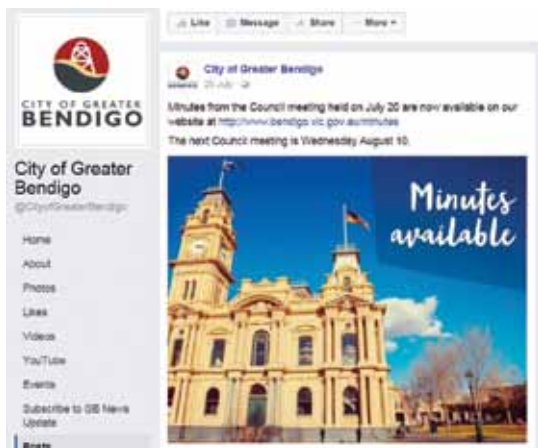 Like Message Share More
CITY OF GREATER
BENDIGO
City of Greater
Bendigo
@CityofGreaterBendigo
Home
About
Photos
Likes
Videos
YouTube
Events
Subscribe to GB News
Update
Posts
City of Greater Bendigo
Minutes from the Council meeting held on July 20 are now available on our
website at http://www.bendigo.vic.gov.au/minutes
The next Council meeting is Wednesday August 10.
Minutes
available